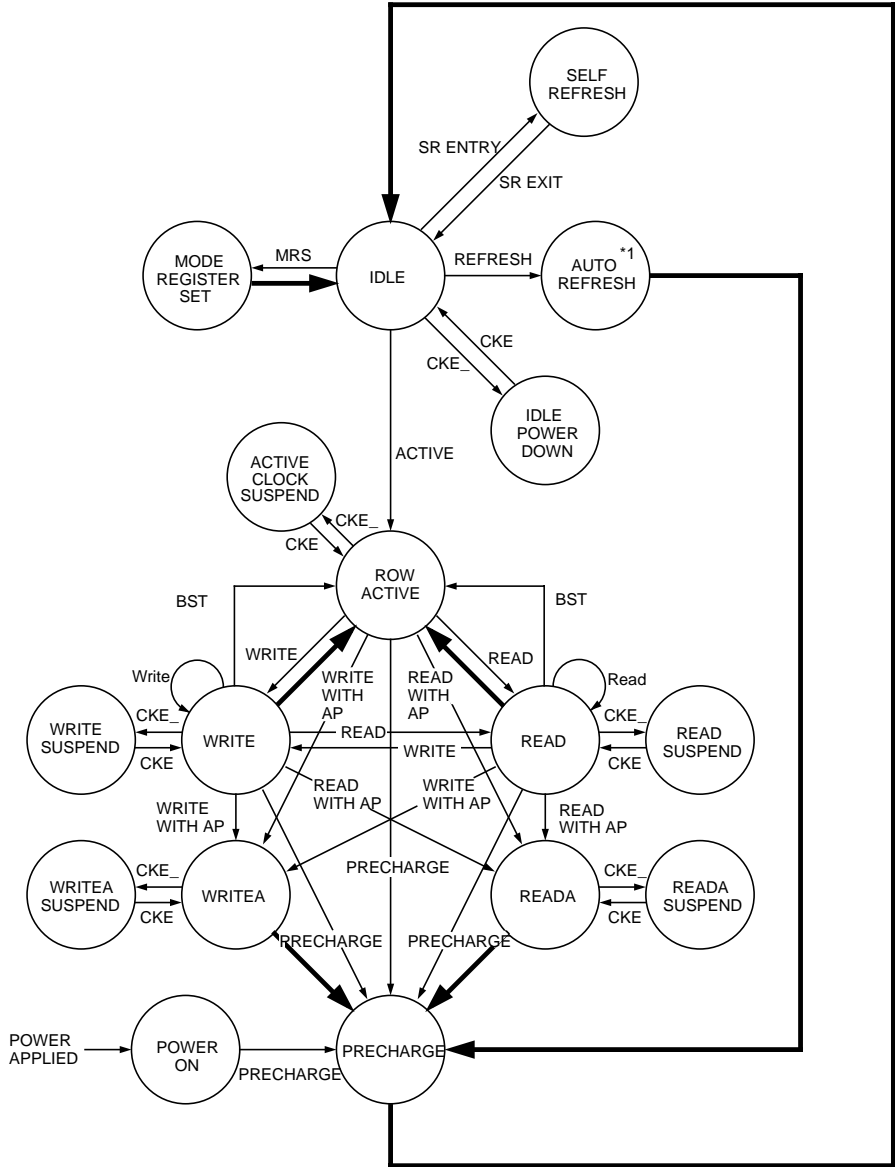 SELF
REFRESH
SR ENTRY
SR EXIT
MODE
REGISTER
SET
MRS
IDLE
REFRESH
*1
AUTO
REFRESH
CKE
CKE_
IDLE
POWER
DOWN
ACTIVE
ACTIVE
CLOCK
SUSPEND
CKE_
CKE
ROW
ACTIVE
BST
BST
WRITE
READ
Write
WRITE
WITH
AP
READ
WITH
AP
Read
WRITE
SUSPEND
CKE_
CKE
WRITE
READ
WRITE
READ
CKE_
CKE
READ
SUSPEND
READ
WITH AP
WRITE
WITH AP
WRITE
WITH AP
READ
WITH AP
PRECHARGE
WRITEA
SUSPEND
CKE_
CKE
WRITEA
READA
CKE_
CKE
READA
SUSPEND
PRECHARGE
PRECHARGE
POWER
APPLIED
POWER
ON
PRECHARGE
PRECHARGE